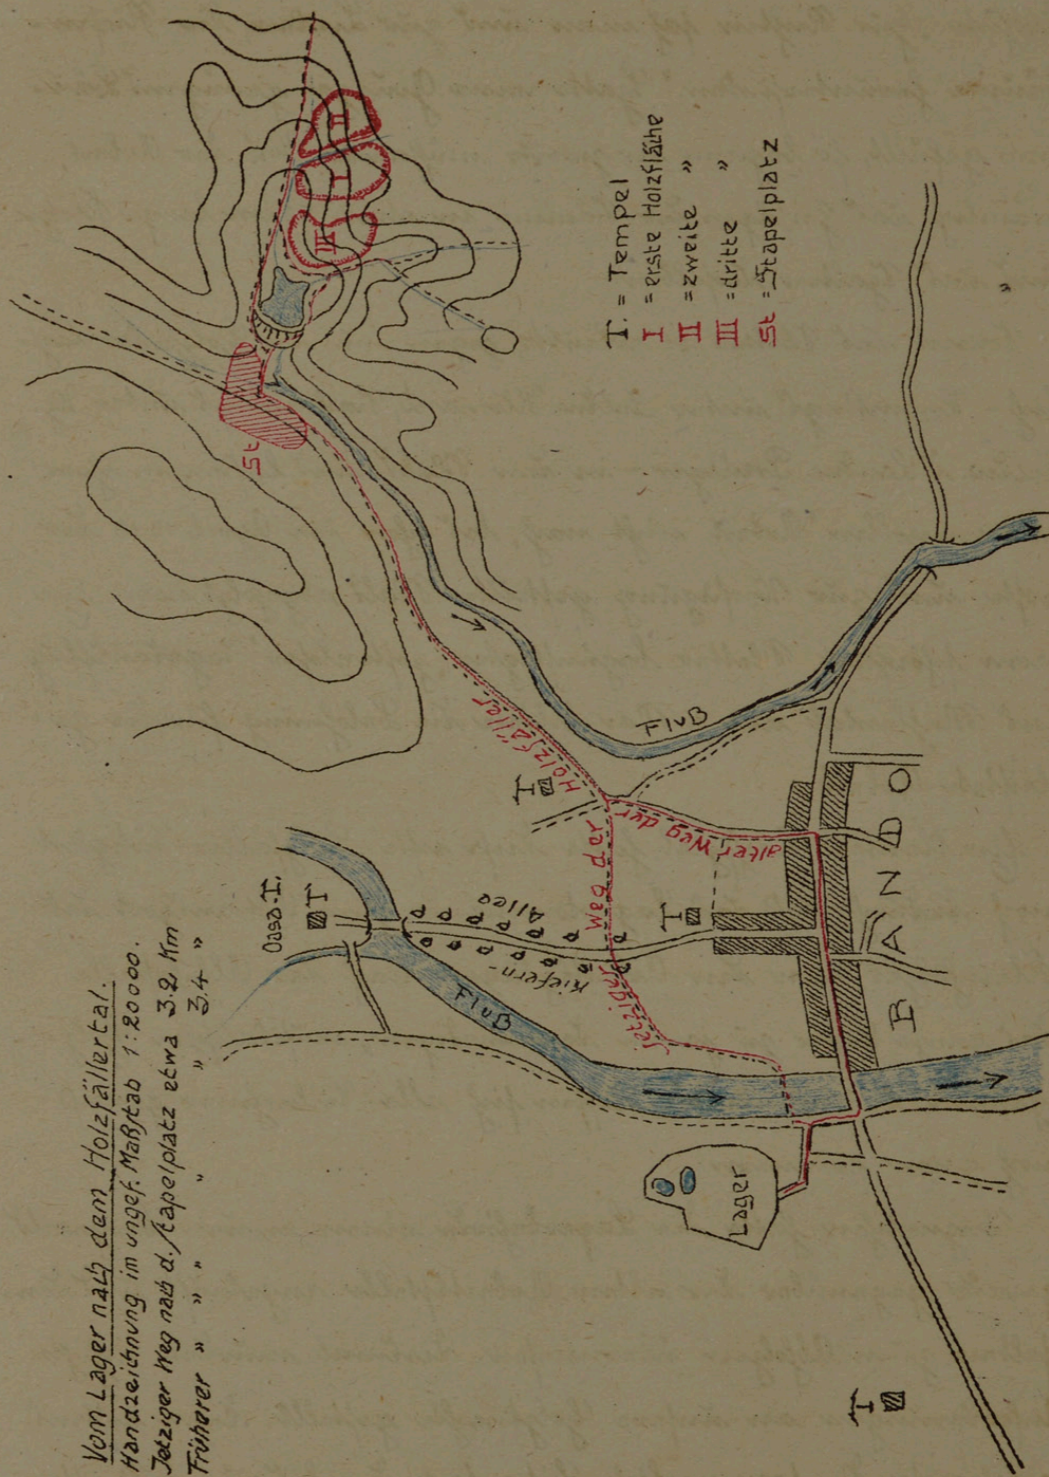 Vom Lager nach dem Holzfällertal.
Handzeichnung im ungef. Maßstab 1:20000.
Jetziger Weg nach d. Stapelplatz etwa 3.2 Km
Früherer " " " " " 3.4 "
T. = Tempel
I = erste Holzfläche
II = zweite "
III = dritte "
St = Stapelplatz
St
I
II
III
Oasa-T.
T
Kiefern-
Allee
Fluß
T
T
Fluß
Jetziger Weg der Holzfäller
alter Weg der
BANDO
Lager
T